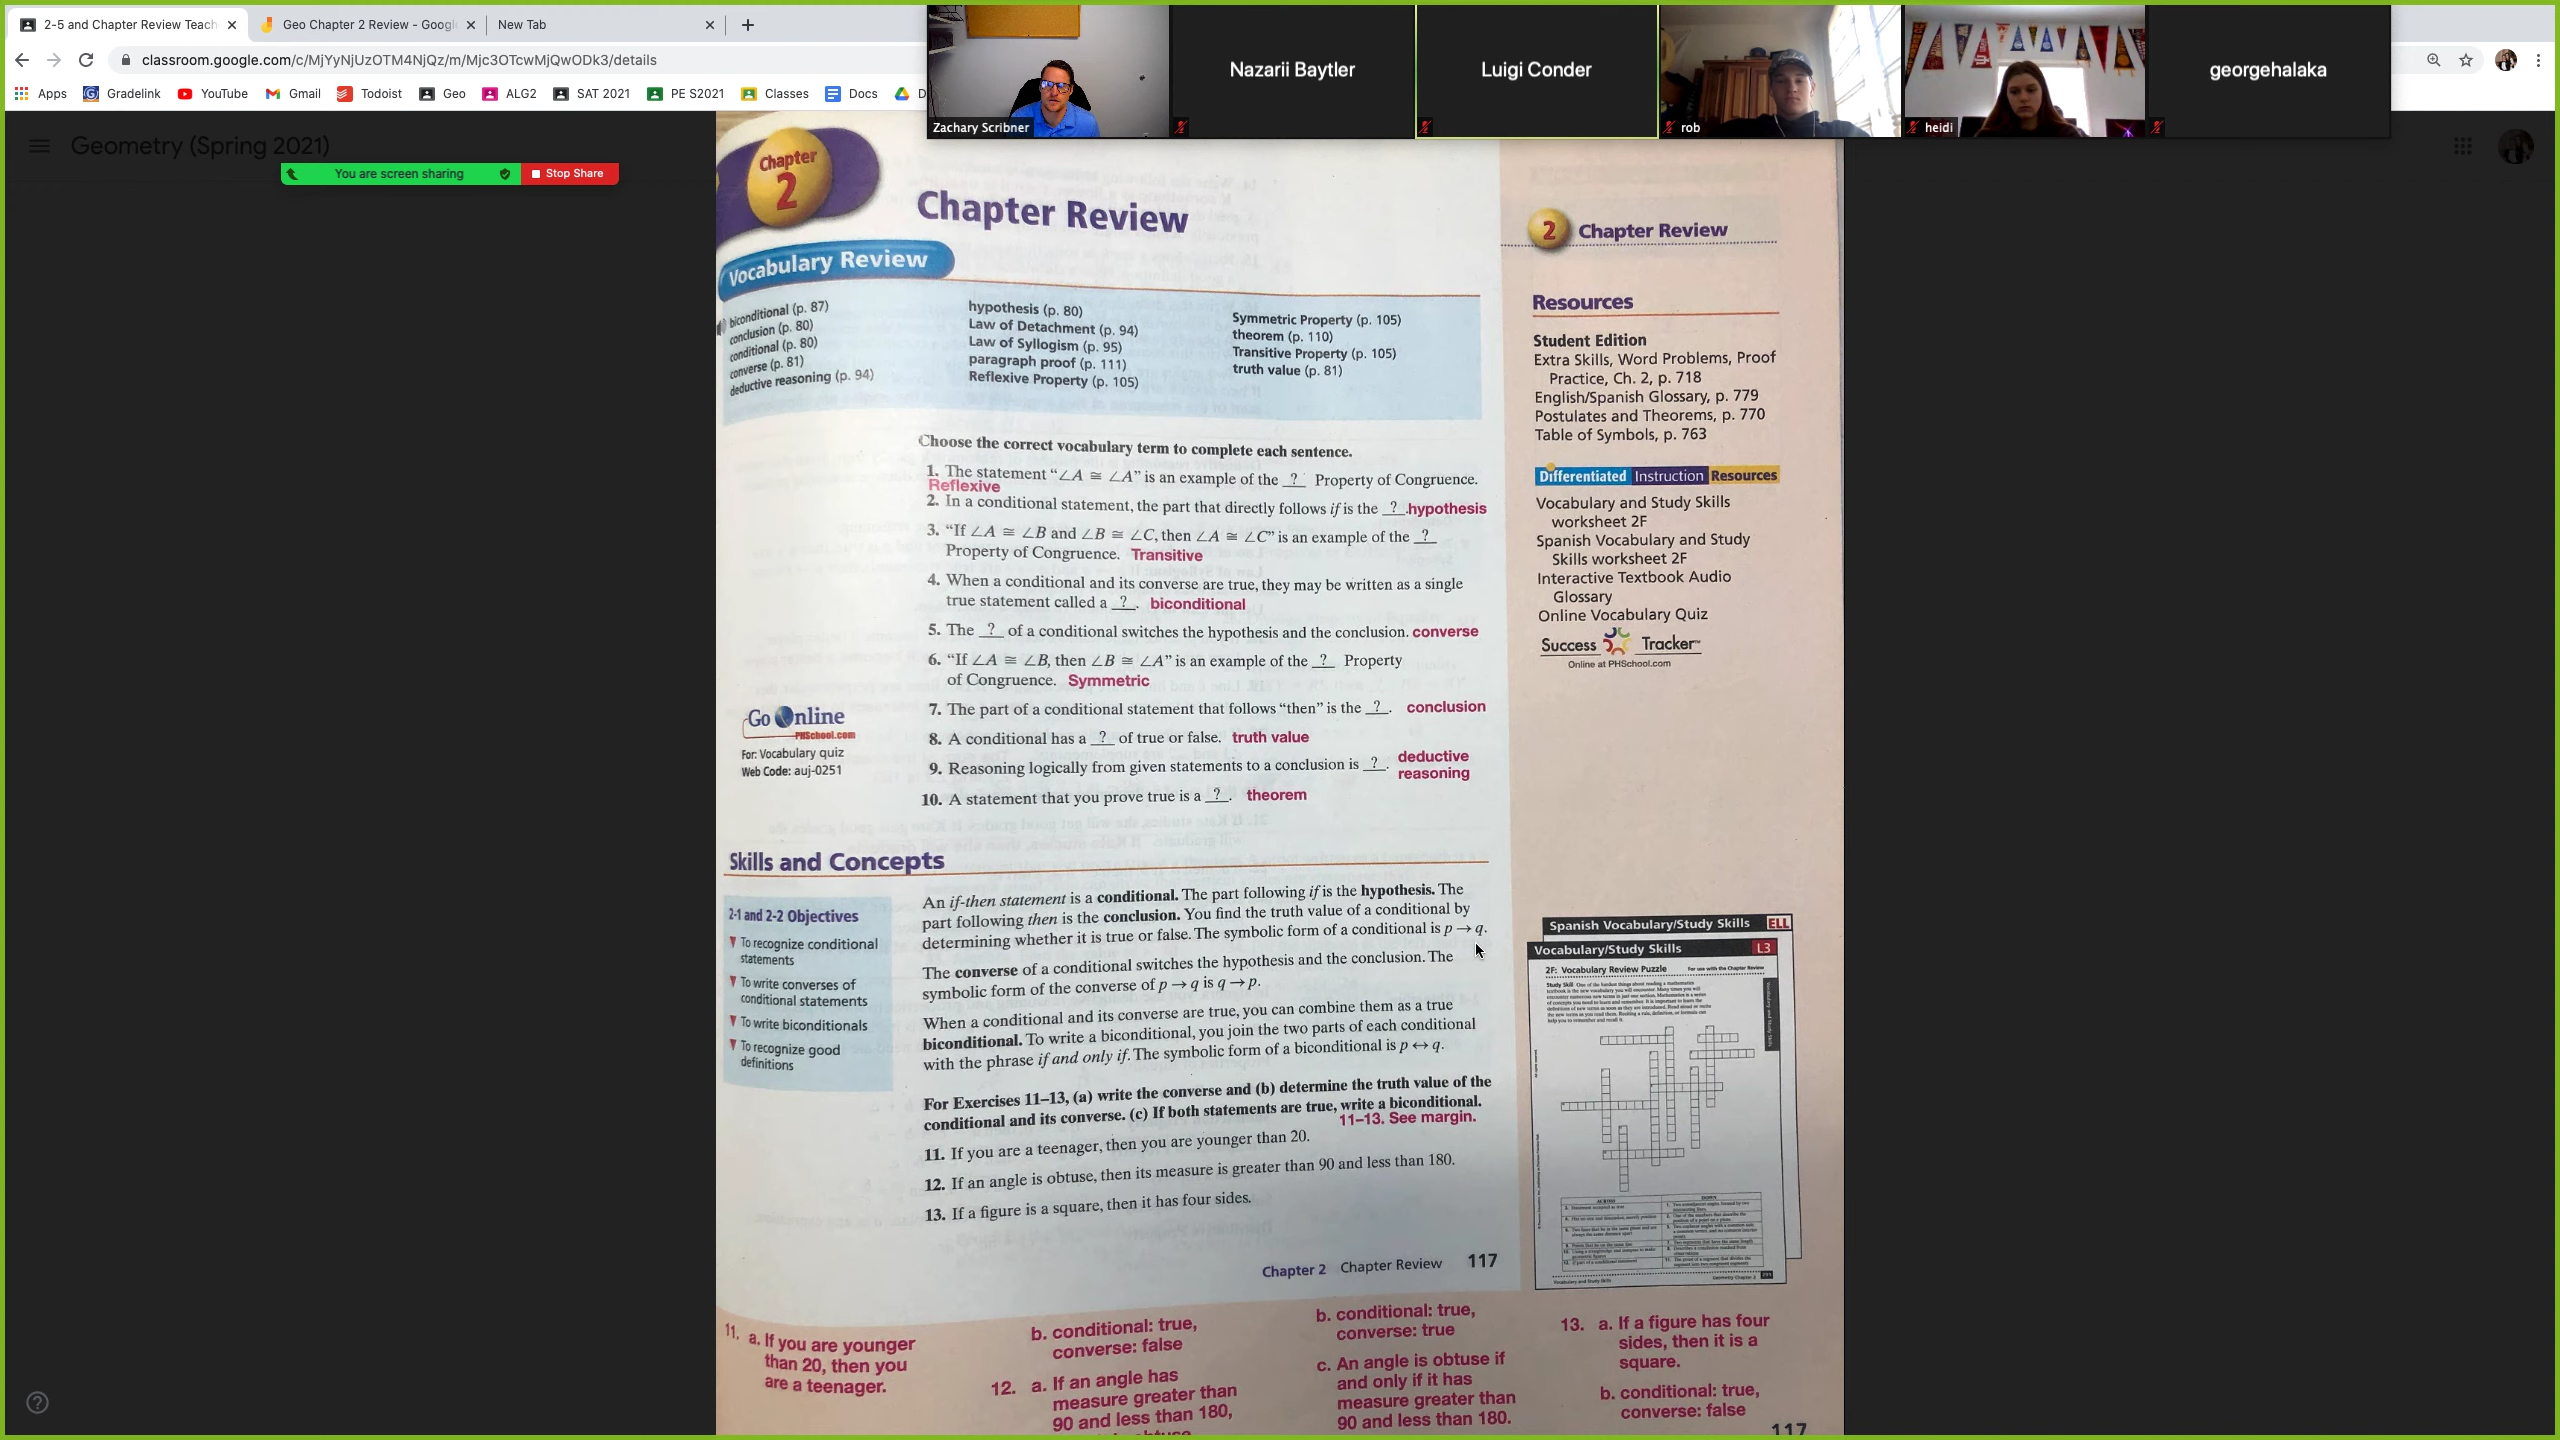 2-5 and Chapter Review Teach
Geo Chapter 2 Review - Googl
New Tab
classroom.google.com/c/MjYyNjUzOTM4NjQz/m/Mjc3OTcwMjQwODk3/details
Apps Gradelink YouTube Gmail Todoist Geo ALG2 SAT 2021 PE S2021 Classes Docs D
Zachary Scribner
Nazarii Baytler
Luigi Conder
rob
heidi
georgehalaka
Geometry (Spring 2021)
You are screen sharing
Stop Share
Chapter
2
Chapter Review
Vocabulary Review
biconditional (p. 87)
conclusion (p. 80)
conditional (p. 80)
converse (p. 81)
deductive reasoning (p. 94)
hypothesis (p. 80)
Law of Detachment (p. 94)
Law of Syllogism (p. 95)
paragraph proof (p. 111)
Reflexive Property (p. 105)
Symmetric Property (p. 105)
theorem (p. 110)
Transitive Property (p. 105)
truth value (p. 81)
Choose the correct vocabulary term to complete each sentence.
1. The statement “∠A ≅ ∠A” is an example of the ? Property of Congruence.
Reflexive
2. In a conditional statement, the part that directly follows if is the ?. hypothesis
3. “If ∠A ≅ ∠B and ∠B ≅ ∠C, then ∠A ≅ ∠C” is an example of the ?
Property of Congruence. Transitive
4. When a conditional and its converse are true, they may be written as a single
true statement called a ?. biconditional
5. The ? of a conditional switches the hypothesis and the conclusion. converse
6. “If ∠A ≅ ∠B, then ∠B ≅ ∠A” is an example of the ? Property
of Congruence. Symmetric
7. The part of a conditional statement that follows “then” is the ?. conclusion
8. A conditional has a ? of true or false. truth value
9. Reasoning logically from given statements to a conclusion is ?. deductive
reasoning
10. A statement that you prove true is a ?. theorem
Go Online
PHSchool.com
For: Vocabulary quiz
Web Code: auj-0251
Skills and Concepts
2-1 and 2-2 Objectives
To recognize conditional
statements
To write converses of
conditional statements
To write biconditionals
To recognize good
definitions
An if-then statement is a conditional. The part following if is the hypothesis. The
part following then is the conclusion. You find the truth value of a conditional by
determining whether it is true or false. The symbolic form of a conditional is p → q.
The converse of a conditional switches the hypothesis and the conclusion. The
symbolic form of the converse of p → q is q → p.
When a conditional and its converse are true, you can combine them as a true
biconditional. To write a biconditional, you join the two parts of each conditional
with the phrase if and only if. The symbolic form of a biconditional is p ↔ q.
For Exercises 11–13, (a) write the converse and (b) determine the truth value of the
conditional and its converse. (c) If both statements are true, write a biconditional.
11–13. See margin.
11. If you are a teenager, then you are younger than 20.
12. If an angle is obtuse, then its measure is greater than 90 and less than 180.
13. If a figure is a square, then it has four sides.
Chapter 2 Chapter Review 117
2 Chapter Review
Resources
Student Edition
Extra Skills, Word Problems, Proof
Practice, Ch. 2, p. 718
English/Spanish Glossary, p. 779
Postulates and Theorems, p. 770
Table of Symbols, p. 763
Differentiated Instruction Resources
Vocabulary and Study Skills
worksheet 2F
Spanish Vocabulary and Study
Skills worksheet 2F
Interactive Textbook Audio
Glossary
Online Vocabulary Quiz
Success Tracker™
Online at PHSchool.com
Spanish Vocabulary/Study Skills ELL
Vocabulary/Study Skills L3
2F: Vocabulary Review Puzzle For use with the Chapter Review
ACROSS
DOWN
Vocabulary and Study Skills
Geometry Chapter 2
11. a. If you are younger
than 20, then you
are a teenager.
b. conditional: true,
converse: false
12. a. If an angle has
measure greater than
90 and less than 180,
obtuse
b. conditional: true,
converse: true
c. An angle is obtuse if
and only if it has
measure greater than
90 and less than 180.
13. a. If a figure has four
sides, then it is a
square.
b. conditional: true,
converse: false
117